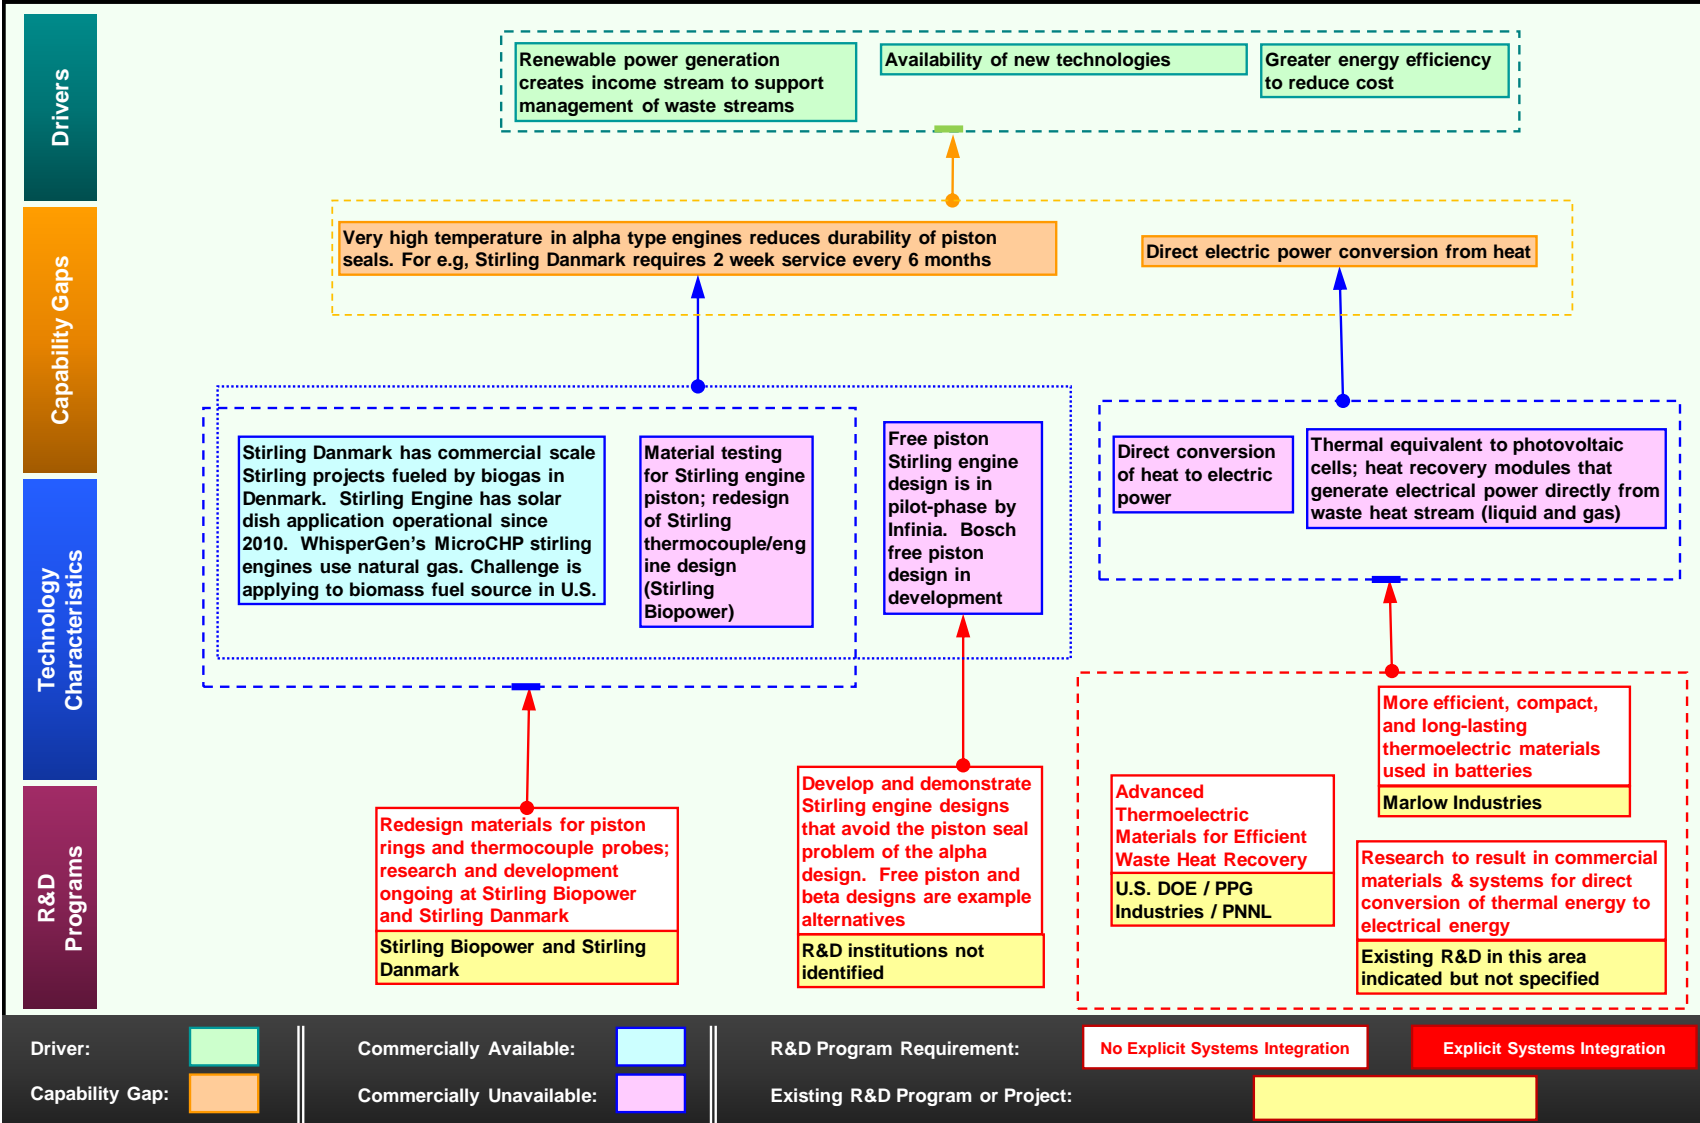 Drivers
Renewable power generation
creates income stream to support
management of waste streams
Availability of new technologies
Greater energy efficiency
to reduce cost
Capability Gaps
Very high temperature in alpha type engines reduces durability of piston
seals. For e.g, Stirling Danmark requires 2 week service every 6 months
Direct electric power conversion from heat
Technology
Characteristics
Stirling Danmark has commercial scale
Stirling projects fueled by biogas in
Denmark.  Stirling Engine has solar
dish application operational since
2010.  WhisperGen's MicroCHP stirling
engines use natural gas. Challenge is
applying to biomass fuel source in U.S.
Material testing
for Stirling engine
piston; redesign
of Stirling
thermocouple/eng
ine design
(Stirling
Biopower)
Free piston
Stirling engine
design is in
pilot-phase by
Infinia.  Bosch
free piston
design in
development
Direct conversion
of heat to electric
power
Thermal equivalent to photovoltaic
cells; heat recovery modules that
generate electrical power directly from
waste heat stream (liquid and gas)
R&D
Programs
Redesign materials for piston
rings and thermocouple probes;
research and development
ongoing at Stirling Biopower
and Stirling Danmark
Stirling Biopower and Stirling
Danmark
Develop and demonstrate
Stirling engine designs
that avoid the piston seal
problem of the alpha
design.  Free piston and
beta designs are example
alternatives
R&D institutions not
identified
Advanced
Thermoelectric
Materials for Efficient
Waste Heat Recovery
U.S. DOE / PPG
Industries / PNNL
More efficient, compact,
and long-lasting
thermoelectric materials
used in batteries
Marlow Industries
Research to result in commercial
materials & systems for direct
conversion of thermal energy to
electrical energy
Existing R&D in this area
indicated but not specified
Driver:
Capability Gap:
Commercially Available:
Commercially Unavailable:
R&D Program Requirement:
No Explicit Systems Integration
Explicit Systems Integration
Existing R&D Program or Project: